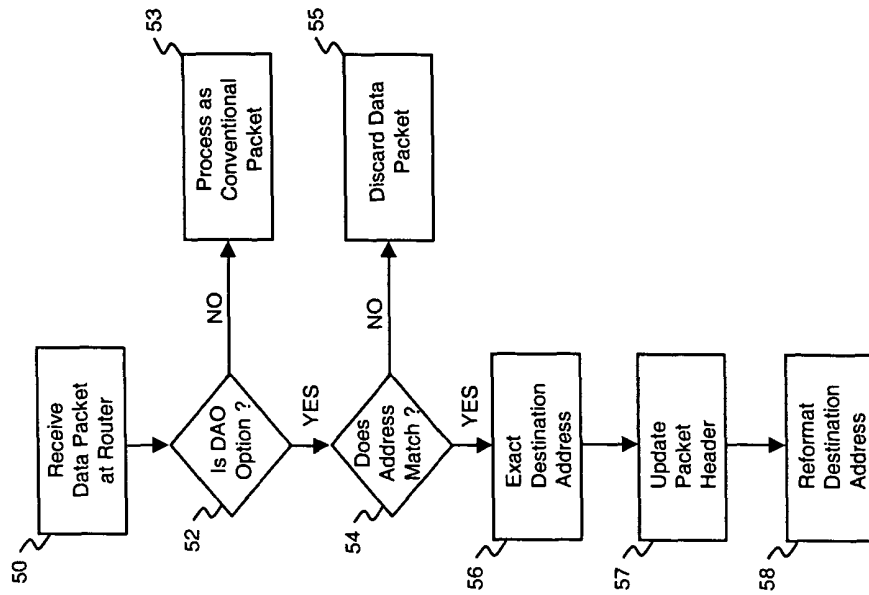 50
Receive
Data Packet
at Router
52
Is DAO
Option ?
NO
53
Process as
Conventional
Packet
YES
54
Does
Address
Match ?
NO
55
Discard Data
Packet
YES
56
Exact
Destination
Address
57
Update
Packet
Header
58
Reformat
Destination
Address